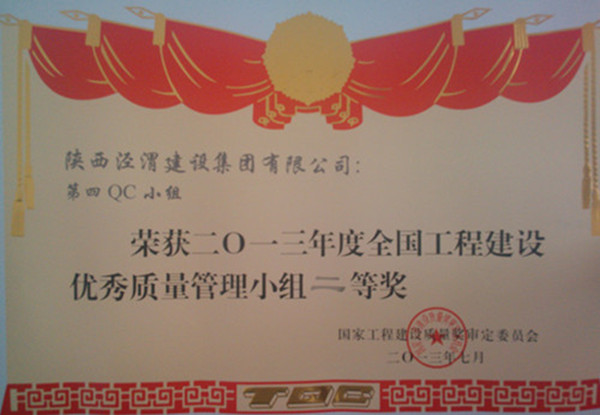 陕西泾渭建设集团有限公司：
第四QC小组
荣获二〇一三年度全国工程建设
优秀质量管理小组二等奖
国家工程建设质量奖审定委员会
二〇一三年七月
TQC